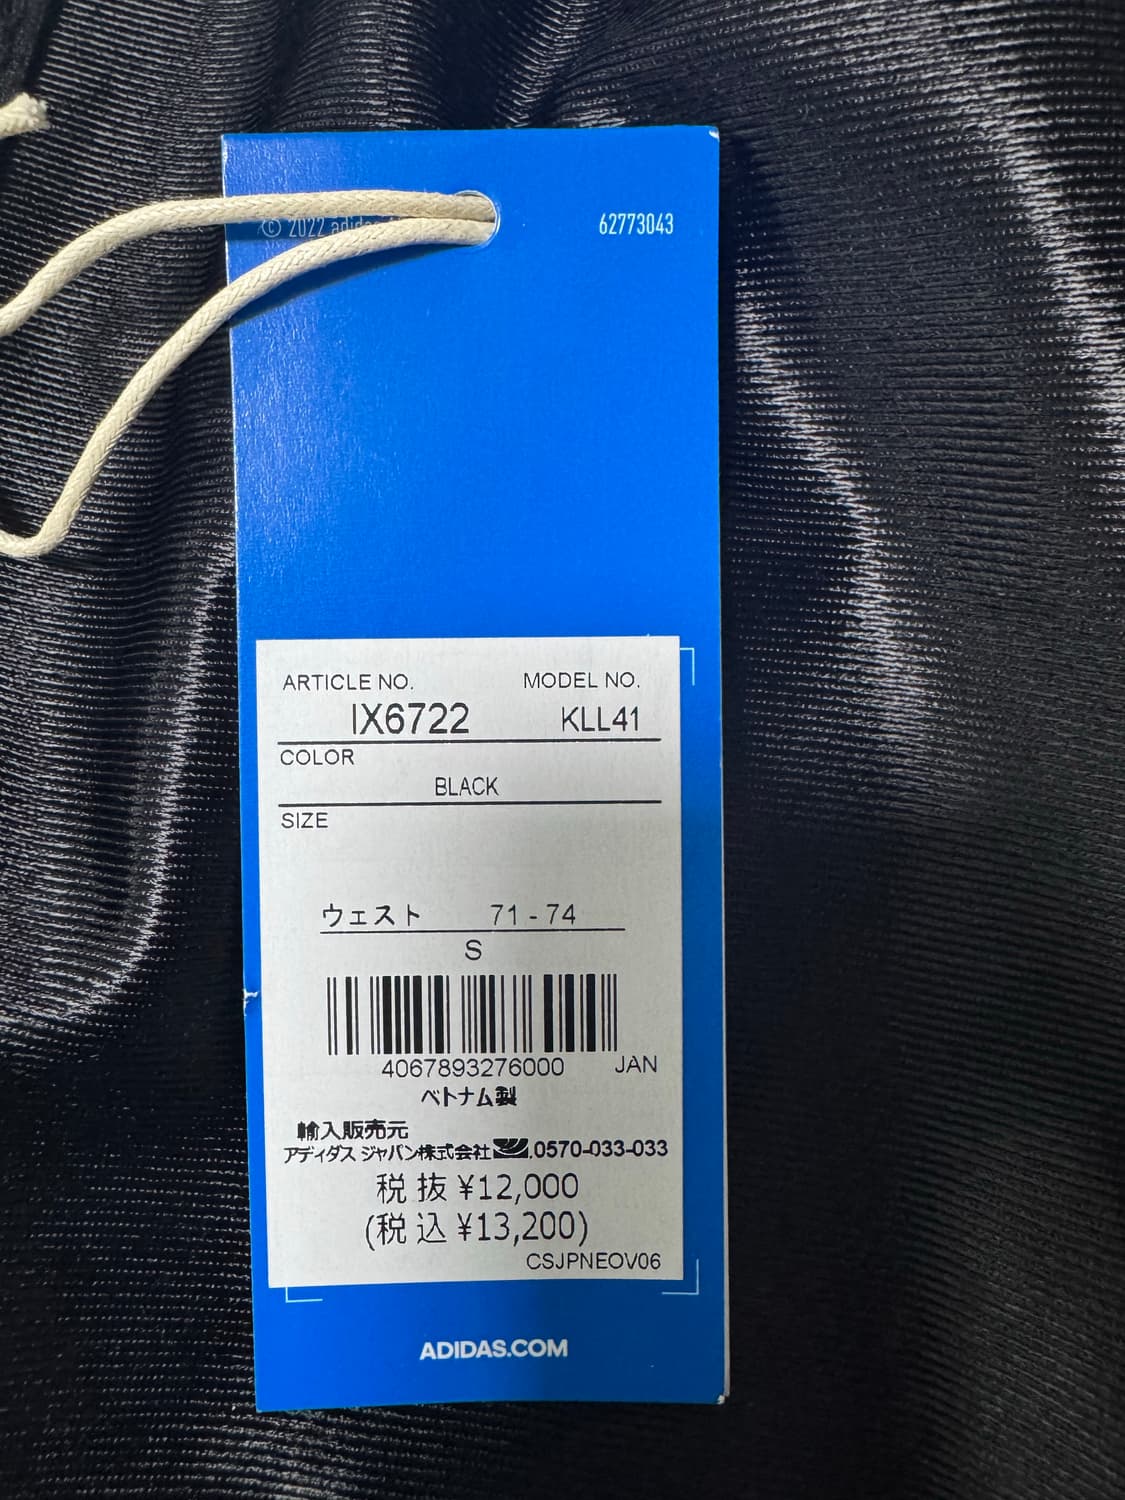 © 2022 adidas
62773043
ARTICLE NO. MODEL NO.
IX6722 KLL41
COLOR
BLACK
SIZE
ウェスト 71 - 74
S
4067893276000 JAN
ベトナム製
輸入販売元
アディダス ジャパン株式会社 0570-033-033
税 抜 ¥12,000
(税 込 ¥13,200)
CSJPNEOV06
ADIDAS.COM